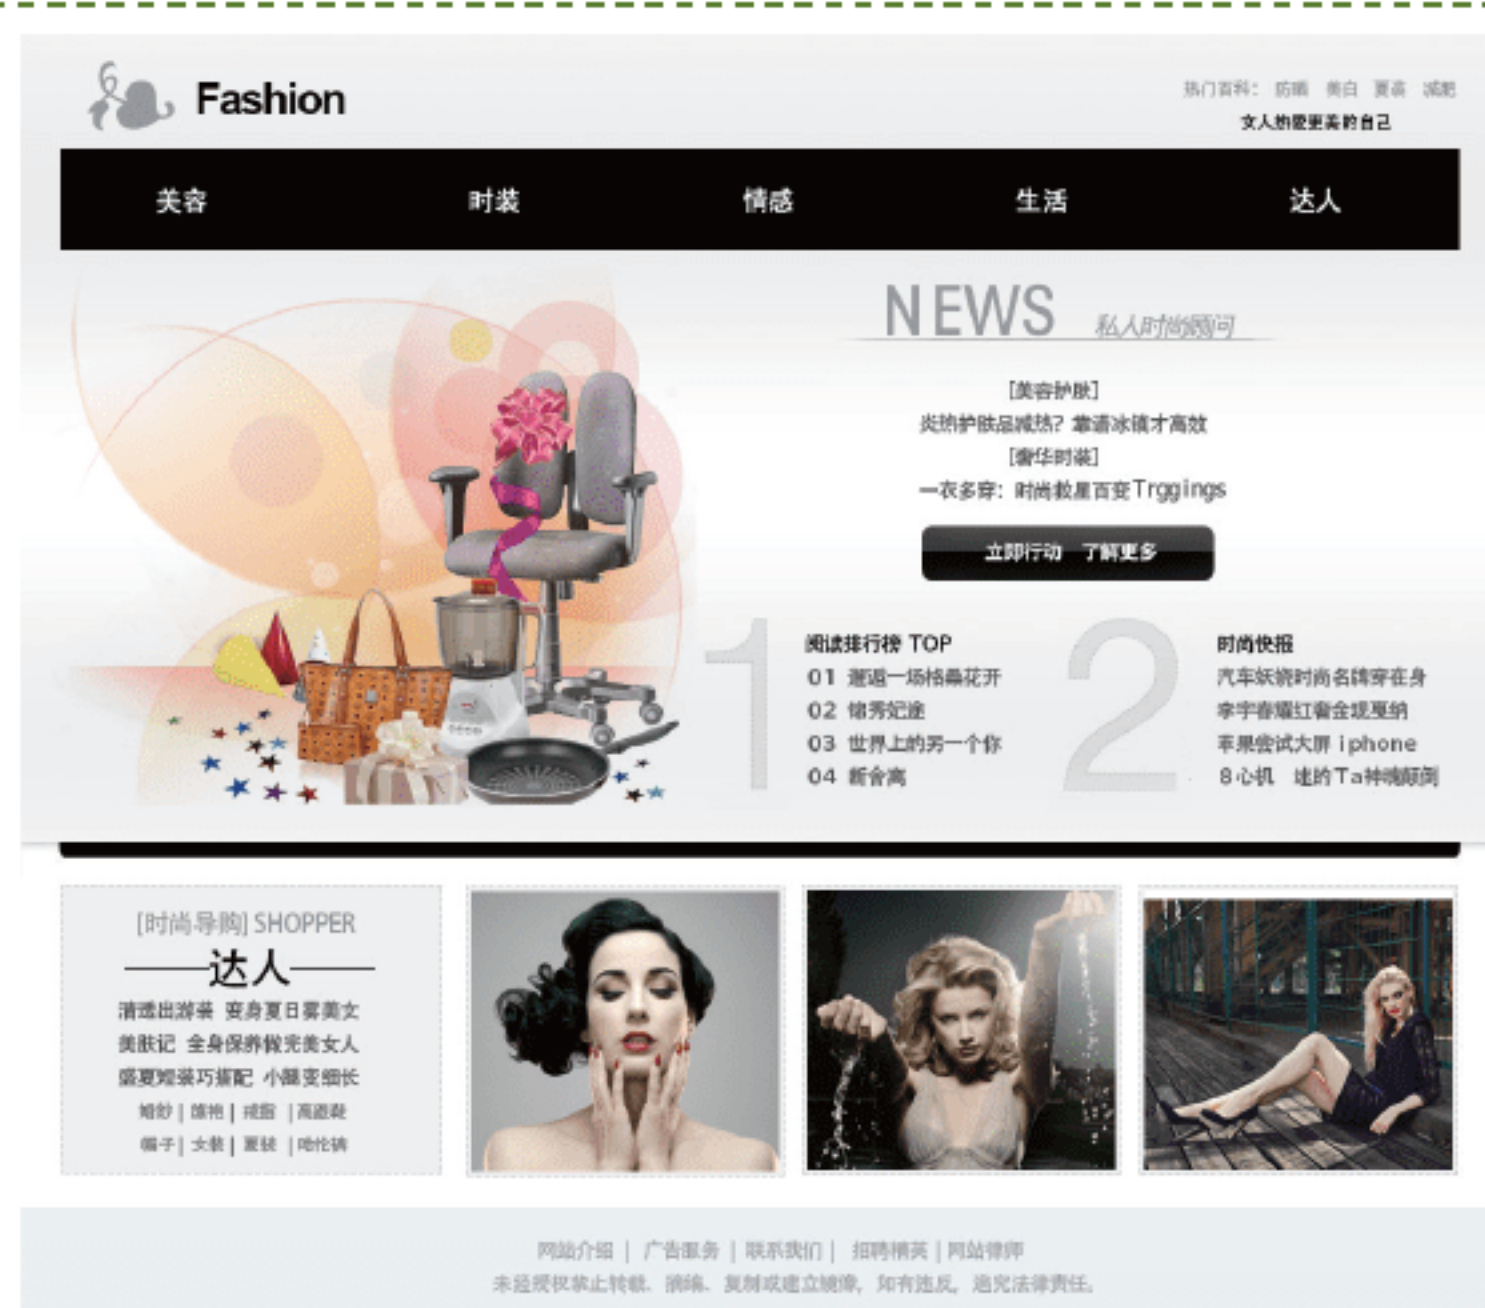 Fashion
热门百科： 防晒 美白 夏装 减肥
女人热爱更美的自己
美容 时装 情感 生活 达人
NEWS 私人时尚顾问
[美容护肤]
炎热护肤品减热？靠谱冰镇才高效
[奢华时装]
一衣多穿：时尚救星百变Trggings
立即行动 了解更多
1
阅读排行榜 TOP
01 邂逅一场格桑花开
02 锦秀妃途
03 世界上的另一个你
04 新舍离
2
时尚快报
汽车妖娆时尚名牌穿在身
李宇春耀红奢金现戛纳
苹果尝试大屏 iphone
8心机 迷的Ta神魂颠倒
[时尚导购] SHOPPER
达人
清透出游装 变身夏日雾美女
美肤记 全身保养做完美女人
盛夏短装巧搭配 小腿变细长
婚纱 | 旗袍 | 戒指 | 高跟鞋
帽子 | 女装 | 夏装 | 哈伦裤
网站介绍 | 广告服务 | 联系我们 | 招聘精英 | 网站律师
未经授权禁止转载、摘编、复制或建立镜像，如有违反，追究法律责任。